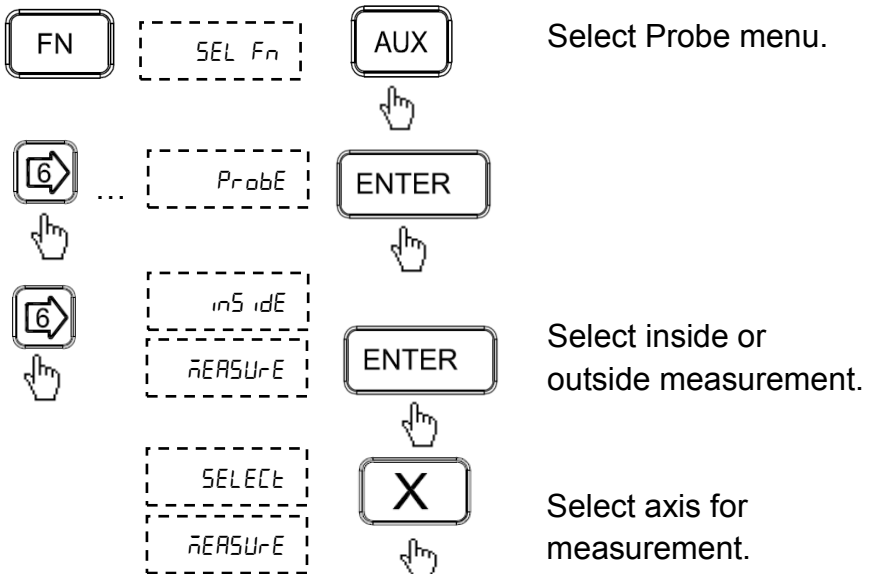 FN SEL Fn AUX Select Probe menu.
6 ... ProbE ENTER
6 inSidE
MEASUrE ENTER Select inside or
outside measurement.
SELECt X
MEASUrE Select axis for
measurement.